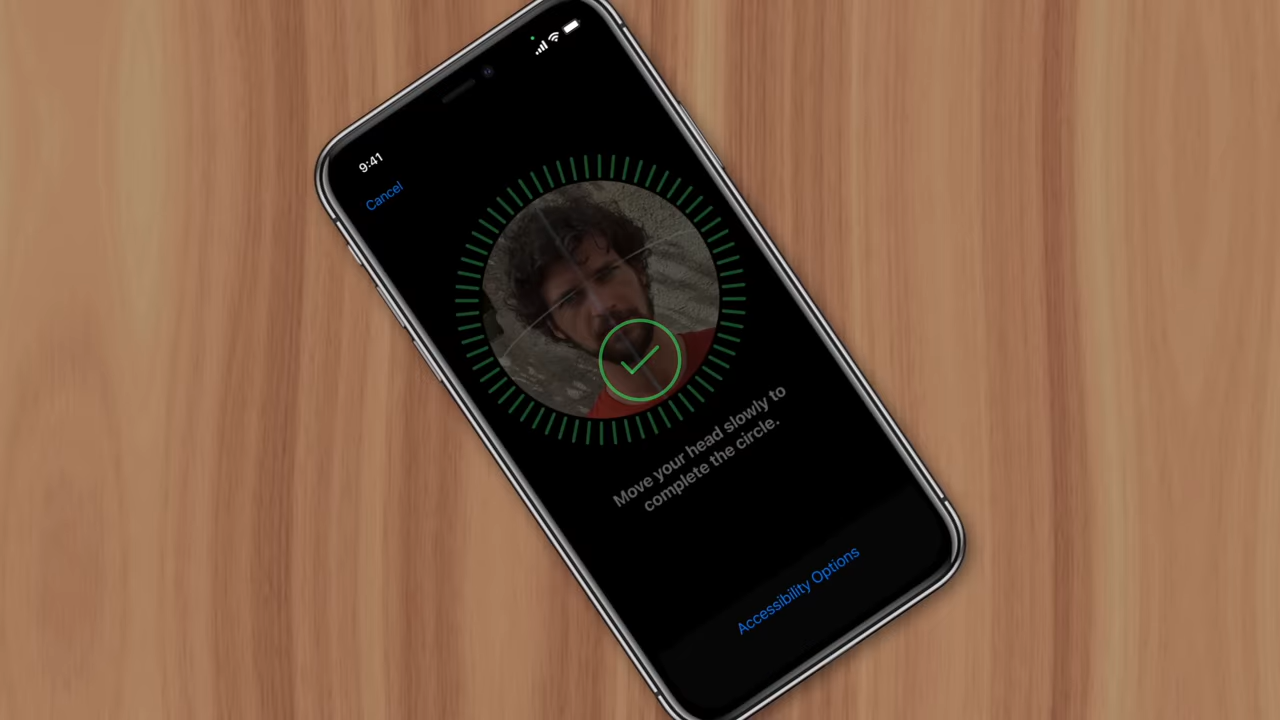 9:41
Cancel
Move your head slowly to
complete the circle.
Accessibility Options